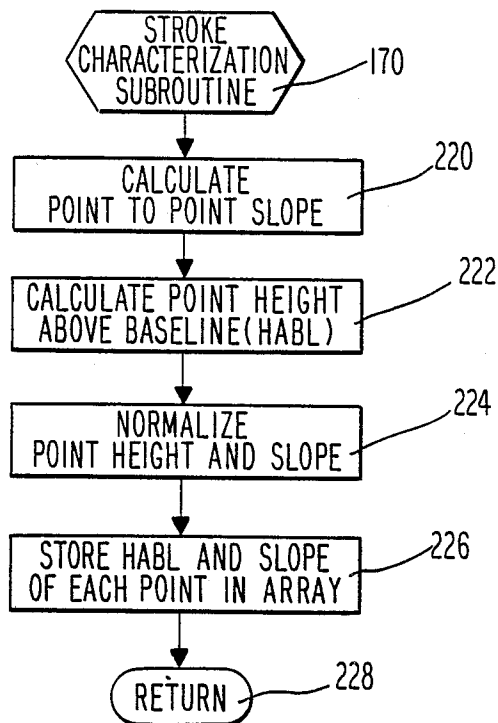 STROKE
CHARACTERIZATION
SUBROUTINE
170
CALCULATE
POINT TO POINT SLOPE
220
CALCULATE POINT HEIGHT
ABOVE BASELINE(HABL)
222
NORMALIZE
POINT HEIGHT AND SLOPE
224
STORE HABL AND SLOPE
OF EACH POINT IN ARRAY
226
RETURN
228